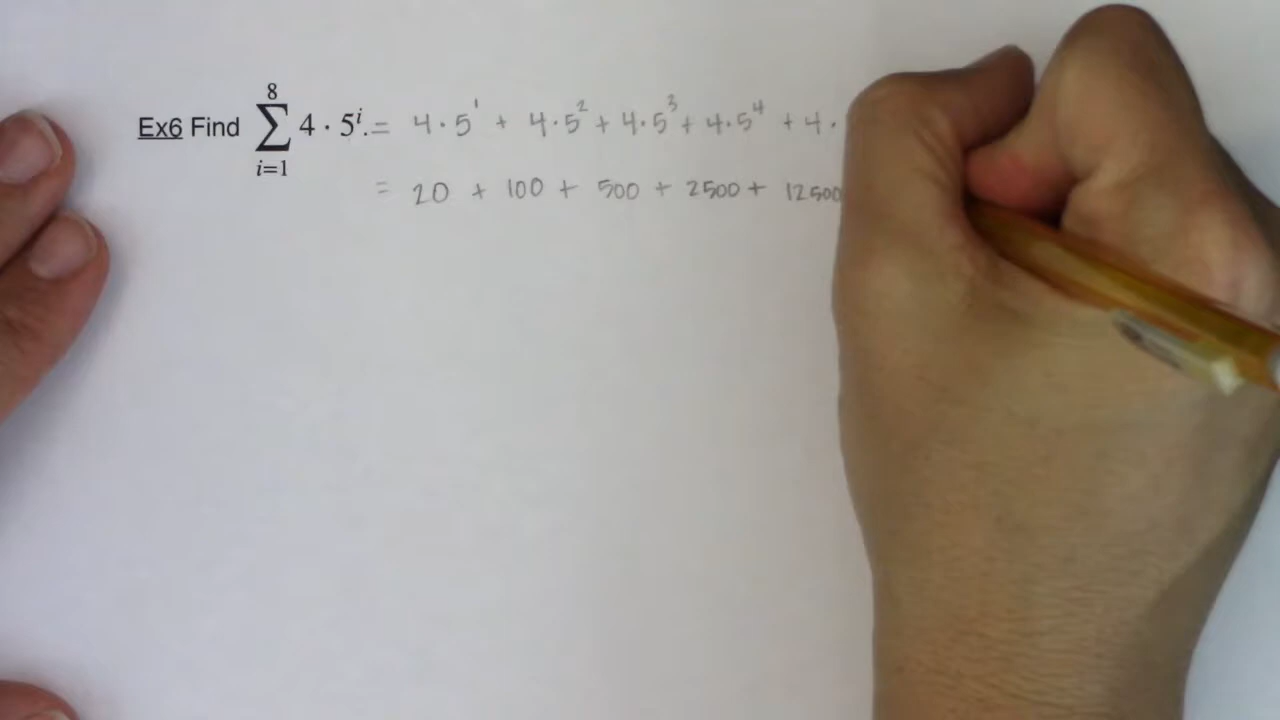 Ex6 Find \sum_{i=1}^{8} 4 · 5^i. = 4·5^1 + 4·5^2 + 4·5^3 + 4·5^4 + 4·
= 20 + 100 + 500 + 2500 + 12500